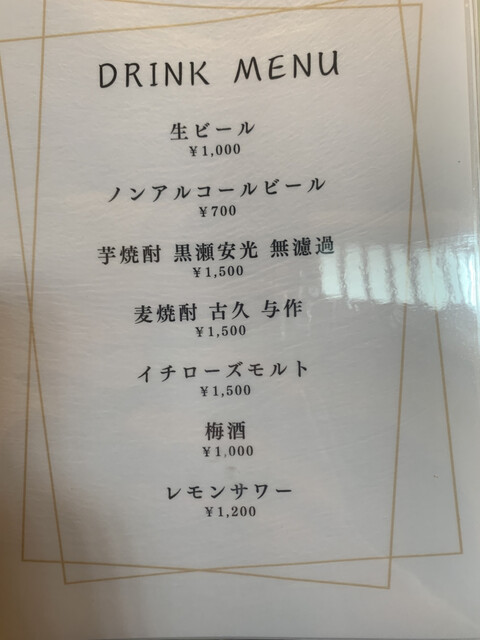 DRINK MENU
生ビール
¥1,000
ノンアルコールビール
¥700
芋焼酎 黒瀬安光 無濾過
¥1,500
麦焼酎 古久 与作
¥1,500
イチローズモルト
¥1,500
梅酒
¥1,000
レモンサワー
¥1,200